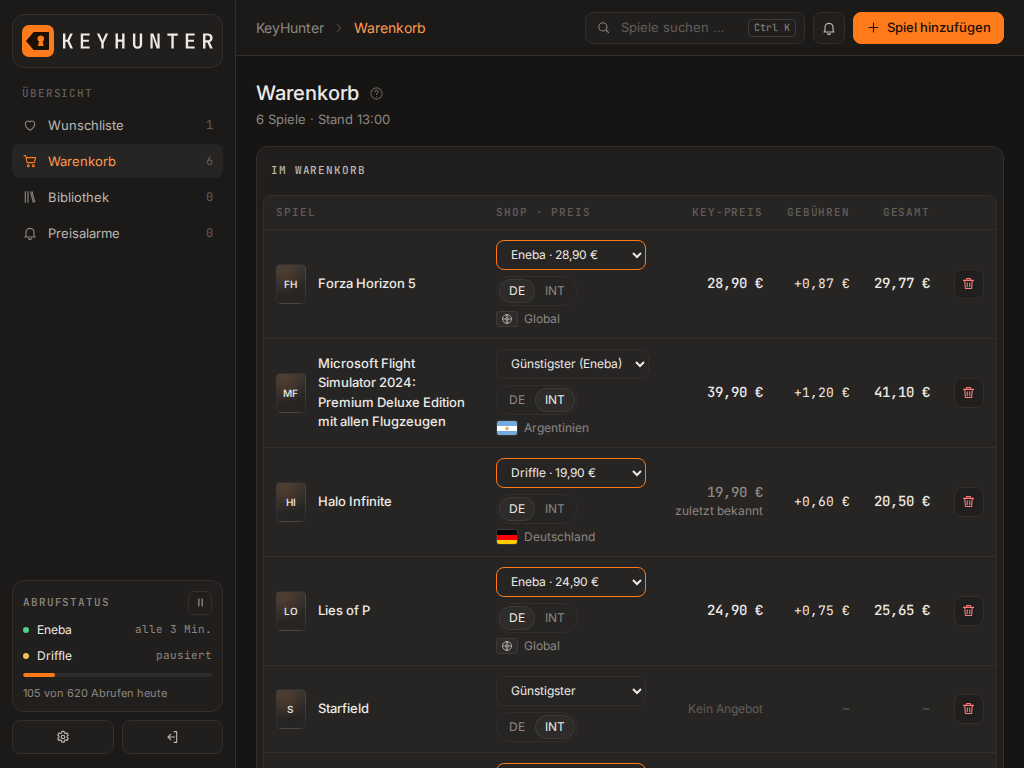 KEYHUNTER
KeyHunter > Warenkorb
Spiele suchen ...
Ctrl K
Spiel hinzufügen
ÜBERSICHT
Wunschliste 1
Warenkorb 6
Bibliothek 0
Preisalarme 0
Warenkorb
6 Spiele · Stand 13:00
IM WARENKORB
SPIEL SHOP · PREIS KEY-PREIS GEBÜHREN GESAMT
FH Forza Horizon 5
Eneba · 28,90 €
DE INT
Global
28,90 € +0,87 € 29,77 €
MF
Microsoft Flight
Simulator 2024:
Premium Deluxe Edition
mit allen Flugzeugen
Günstigster (Eneba)
DE INT
Argentinien
39,90 € +1,20 € 41,10 €
HI Halo Infinite
Driffle · 19,90 €
DE INT
Deutschland
19,90 €
zuletzt bekannt
+0,60 € 20,50 €
LO Lies of P
Eneba · 24,90 €
DE INT
Global
24,90 € +0,75 € 25,65 €
S Starfield
Günstigster
DE INT
Kein Angebot – –
ABRUFSTATUS
Eneba alle 3 Min.
Driffle pausiert
105 von 620 Abrufen heute